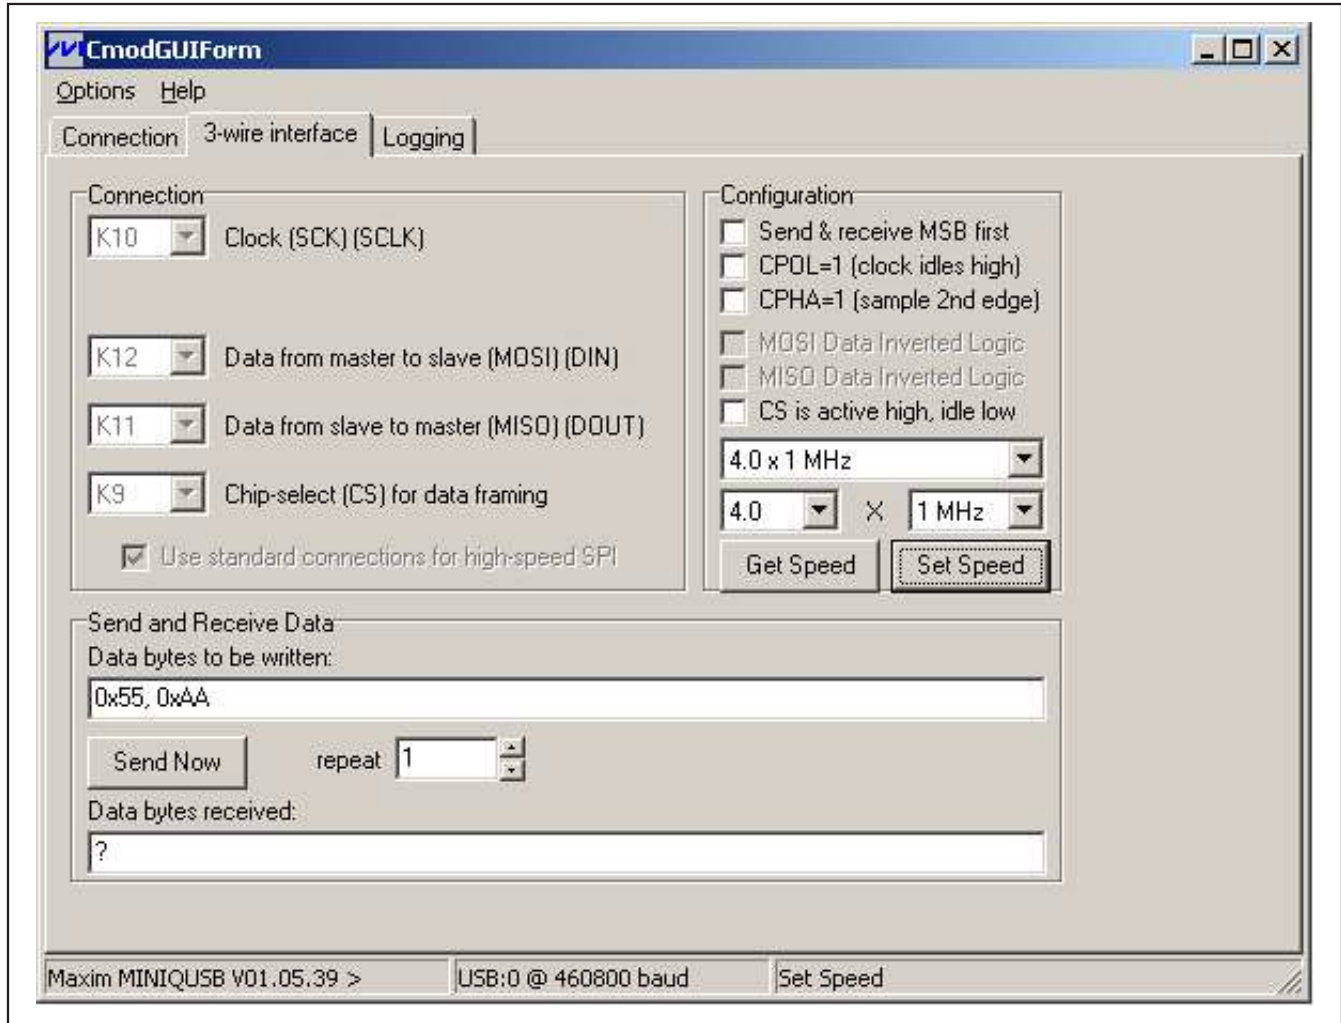 CmodGUIForm
Options Help
Connection 3-wire interface Logging
Connection
K10 Clock (SCK) (SCLK)
K12 Data from master to slave (MOSI) (DIN)
K11 Data from slave to master (MISO) (DOUT)
K9 Chip-select (CS) for data framing
Use standard connections for high-speed SPI
Configuration
Send & receive MSB first
CPOL=1 (clock idles high)
CPHA=1 (sample 2nd edge)
MOSI Data Inverted Logic
MISO Data Inverted Logic
CS is active high, idle low
4.0 x 1 MHz
4.0 X 1 MHz
Get Speed Set Speed
Send and Receive Data
Data bytes to be written:
0x55, 0xAA
Send Now repeat 1
Data bytes received:
?
Maxim MINIQUSB V01.05.39 > USB:0 @ 460800 baud Set Speed